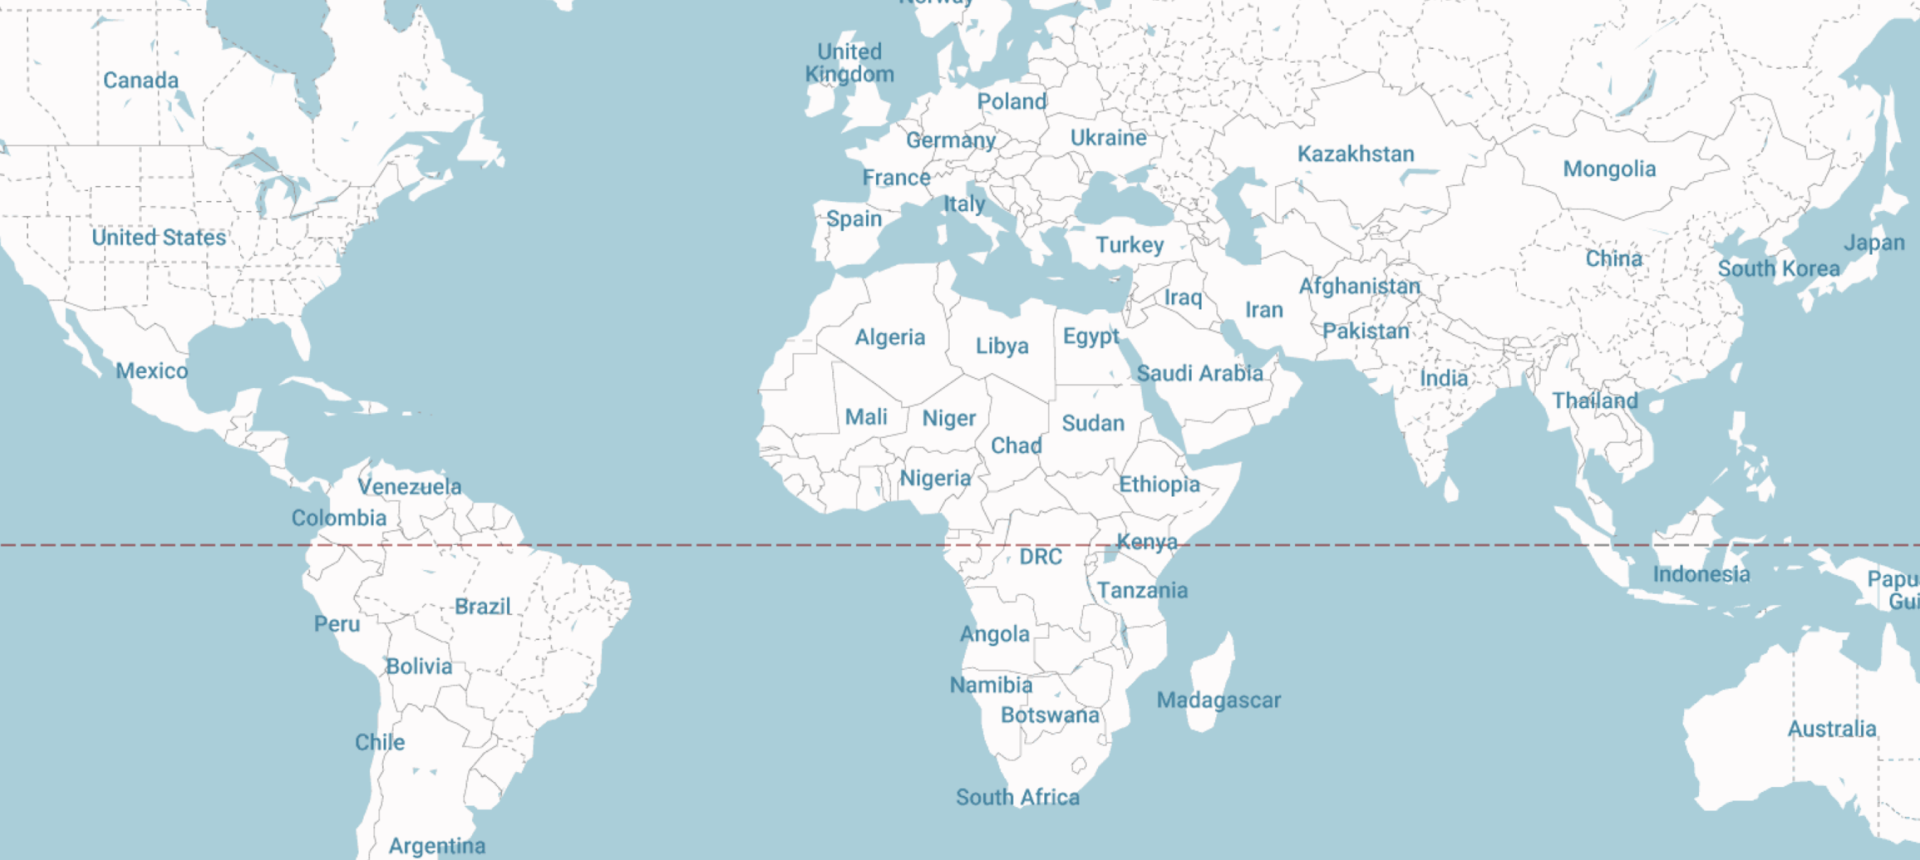 Norway
United
Kingdom
Canada
Poland
Germany
Ukraine
Kazakhstan
Mongolia
France
Italy
Spain
United States
Turkey
Japan
China
South Korea
Afghanistan
Iraq
Iran
Pakistan
Algeria
Libya
Egypt
Mexico
Saudi Arabia
India
Thailand
Mali
Niger
Sudan
Chad
Nigeria
Ethiopia
Venezuela
Colombia
Kenya
DRC
Indonesia
Papu
Gui
Tanzania
Brazil
Peru
Angola
Bolivia
Namibia
Madagascar
Botswana
Australia
Chile
South Africa
Argentina